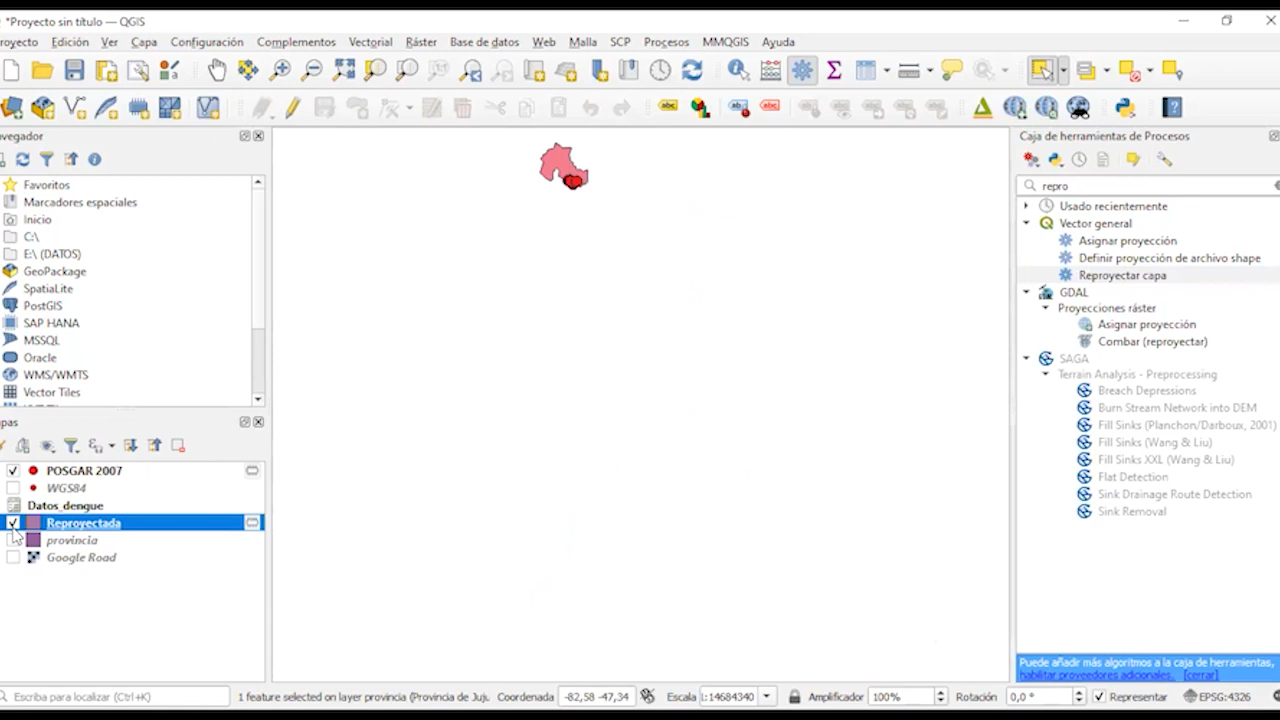 *Proyecto sin título — QGIS
royecto Edición Ver Capa Configuración Complementos Vectorial Ráster Base de datos Web Malla SCP Procesos MMQGIS Ayuda
avegador
Favoritos
Marcadores espaciales
Inicio
C:\
E:\ (DATOS)
GeoPackage
SpatiaLite
PostGIS
SAP HANA
MSSQL
Oracle
WMS/WMTS
Vector Tiles
apas
POSGAR 2007
WGS84
Datos_dengue
Reproyectada
provincia
Google Road
Caja de herramientas de Procesos
repro
Usado recientemente
Vector general
Asignar proyección
Definir proyección de archivo shape
Reproyectar capa
GDAL
Proyecciones ráster
Asignar proyección
Combar (reproyectar)
SAGA
Terrain Analysis - Preprocessing
Breach Depressions
Burn Stream Network into DEM
Fill Sinks (Planchon/Darboux, 2001)
Fill Sinks (Wang & Liu)
Fill Sinks XXL (Wang & Liu)
Flat Detection
Sink Drainage Route Detection
Sink Removal
Puede añadir más algoritmos a la caja de herramientas,
habilitar proveedores adicionales. [cerrar]
Escriba para localizar (Ctrl+K) 1 feature selected on layer provincia (Provincia de Juju Coordenada -82,58 -47,34 Escala L:14684340 Amplificador 100% Rotación 0,0 ° Representar EPSG:4326